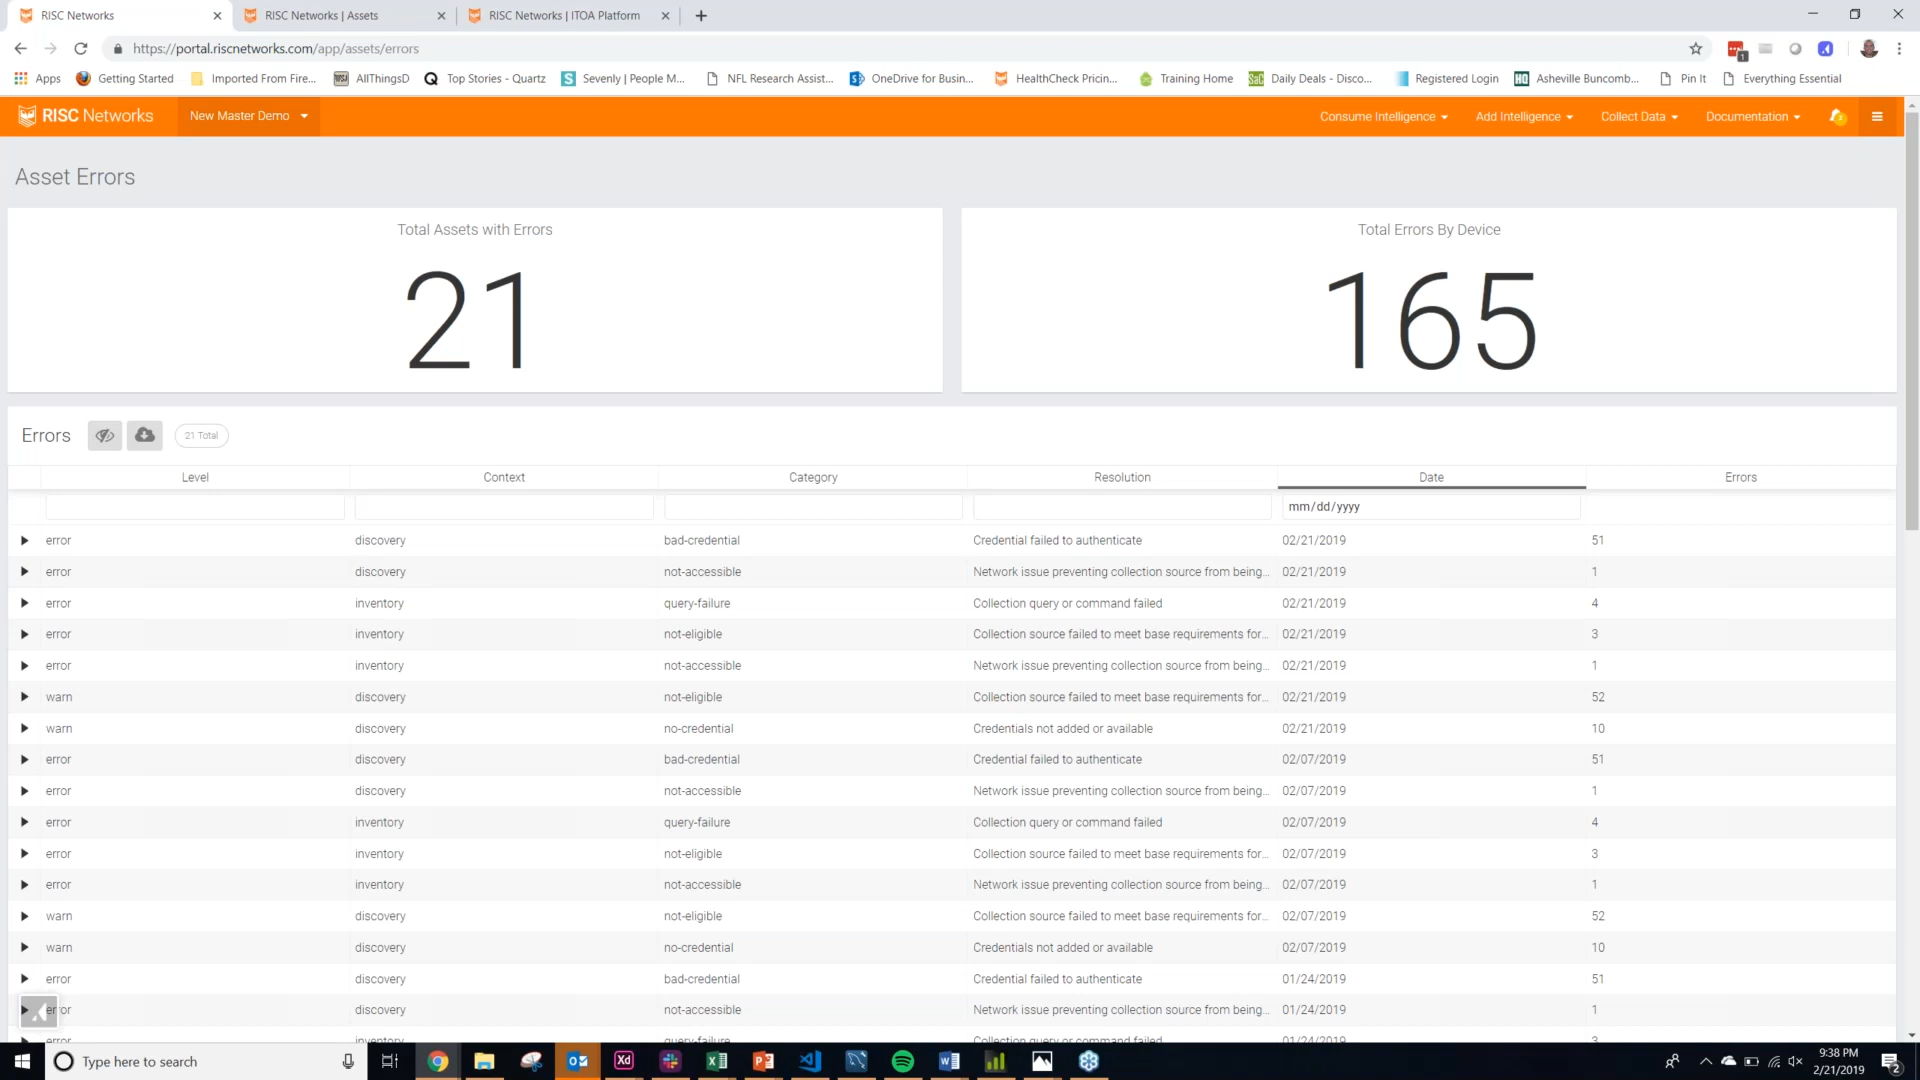 RISC Networks
RISC Networks | Assets
RISC Networks | ITOA Platform
https://portal.riscnetworks.com/app/assets/errors
Apps Getting Started Imported From Fire... AllThingsD Top Stories - Quartz Sevenly | People M... NFL Research Assist... OneDrive for Busin... HealthCheck Pricin... Training Home Daily Deals - Disco... Registered Login Asheville Buncomb... Pin It Everything Essential
RISC Networks New Master Demo Consume Intelligence Add Intelligence Collect Data Documentation
Asset Errors
Total Assets with Errors
21
Total Errors By Device
165
Errors 21 Total
Level Context Category Resolution Date Errors
mm/dd/yyyy
error discovery bad-credential Credential failed to authenticate 02/21/2019 51
error discovery not-accessible Network issue preventing collection source from being... 02/21/2019 1
error inventory query-failure Collection query or command failed 02/21/2019 4
error inventory not-eligible Collection source failed to meet base requirements for... 02/21/2019 3
error inventory not-accessible Network issue preventing collection source from being... 02/21/2019 1
warn discovery not-eligible Collection source failed to meet base requirements for... 02/21/2019 52
warn discovery no-credential Credentials not added or available 02/21/2019 10
error discovery bad-credential Credential failed to authenticate 02/07/2019 51
error discovery not-accessible Network issue preventing collection source from being... 02/07/2019 1
error inventory query-failure Collection query or command failed 02/07/2019 4
error inventory not-eligible Collection source failed to meet base requirements for... 02/07/2019 3
error inventory not-accessible Network issue preventing collection source from being... 02/07/2019 1
warn discovery not-eligible Collection source failed to meet base requirements for... 02/07/2019 52
warn discovery no-credential Credentials not added or available 02/07/2019 10
error discovery bad-credential Credential failed to authenticate 01/24/2019 51
error discovery not-accessible Network issue preventing collection source from being... 01/24/2019 1
error inventory query-failure Collection query or command failed 01/24/2019 3
Type here to search
9:38 PM
2/21/2019
2